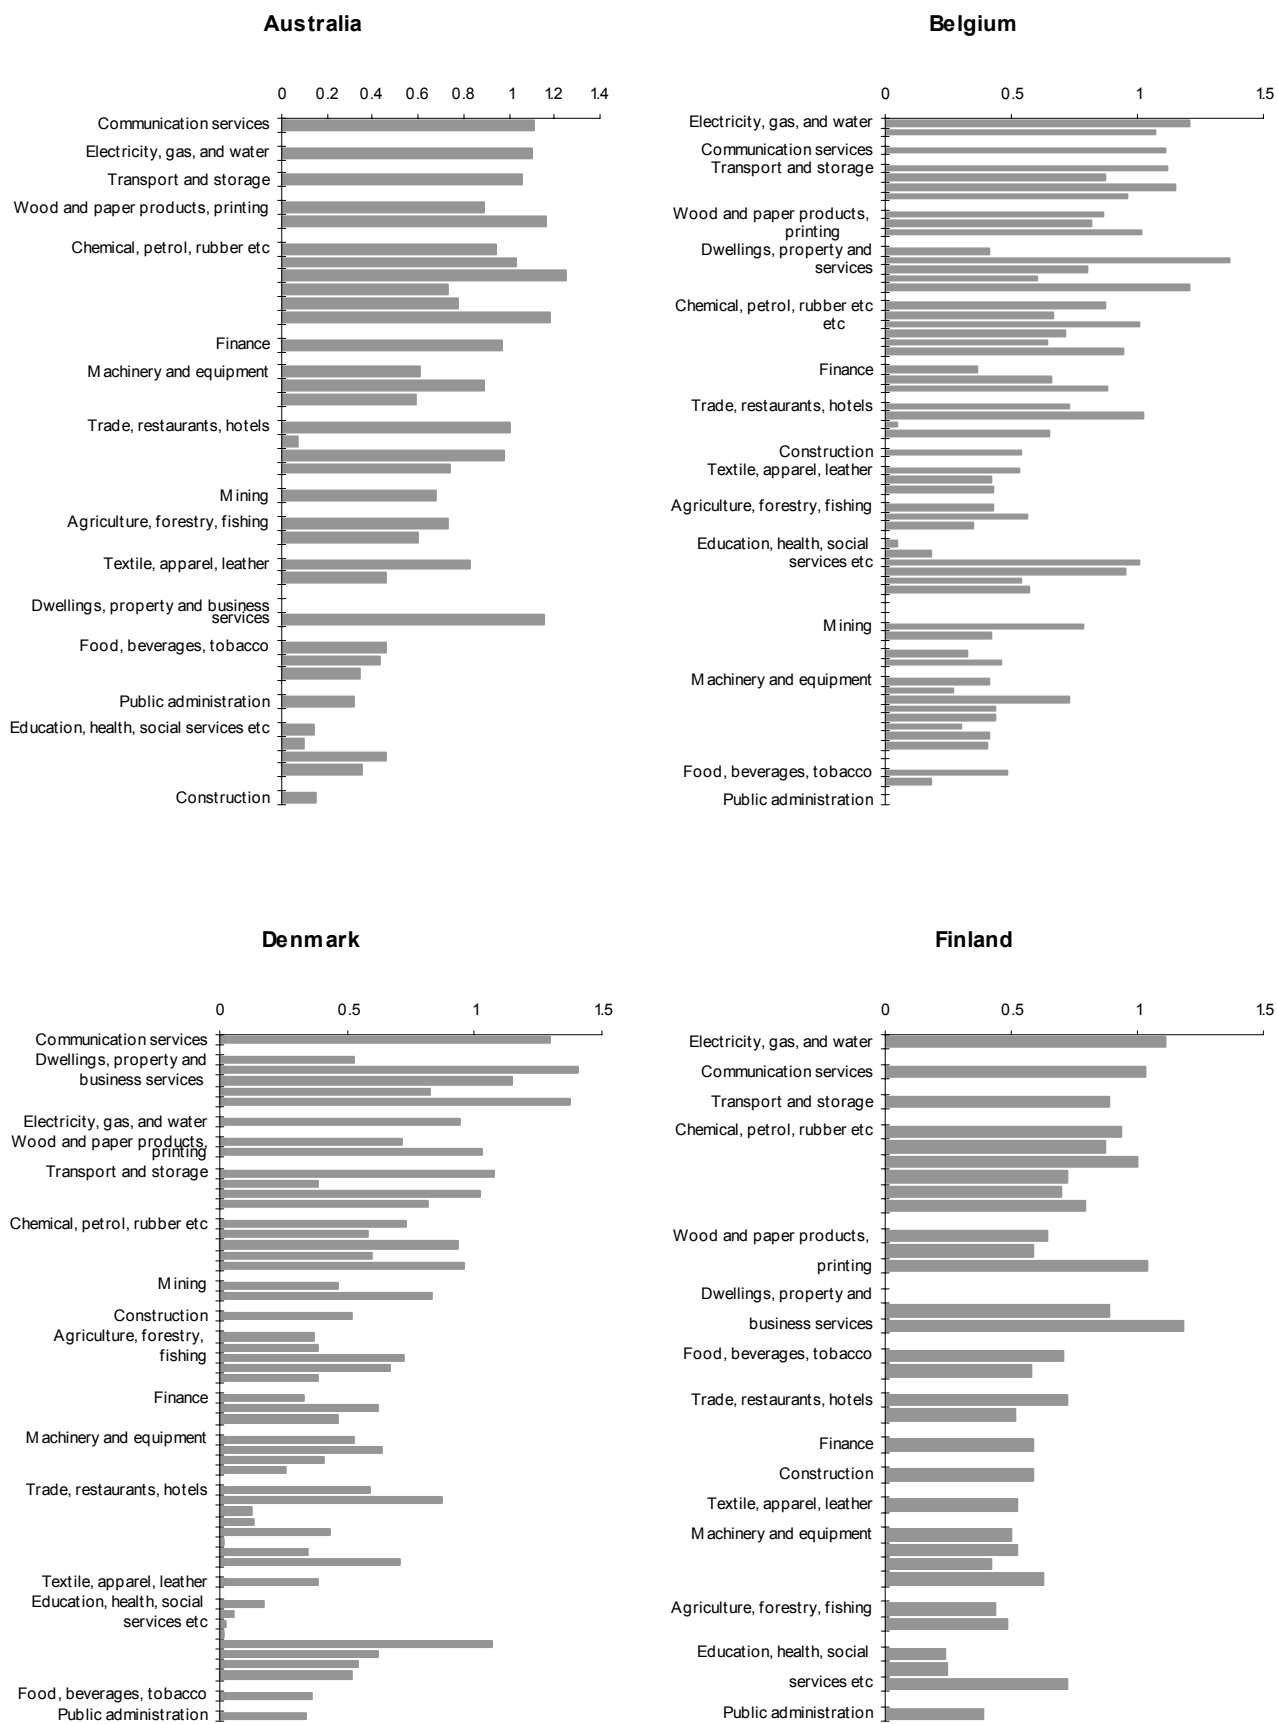 Australia
0 0.2 0.4 0.6 0.8 1 1.2 1.4
Communication services
Electricity, gas, and water
Transport and storage
Wood and paper products, printing
Chemical, petrol, rubber etc
Finance
Machinery and equipment
Trade, restaurants, hotels
Mining
Agriculture, forestry, fishing
Textile, apparel, leather
Dwellings, property and business
services
Food, beverages, tobacco
Public administration
Education, health, social services etc
Construction
Belgium
0 0.5 1 1.5
Electricity, gas, and water
Communication services
Transport and storage
Wood and paper products,
printing
Dwellings, property and
services
Chemical, petrol, rubber etc
etc
Finance
Trade, restaurants, hotels
Construction
Textile, apparel, leather
Agriculture, forestry, fishing
Education, health, social
services etc
Mining
Machinery and equipment
Food, beverages, tobacco
Public administration
Denmark
0 0.5 1 1.5
Communication services
Dwellings, property and
business services
Electricity, gas, and water
Wood and paper products,
printing
Transport and storage
Chemical, petrol, rubber etc
Mining
Construction
Agriculture, forestry,
fishing
Finance
Machinery and equipment
Trade, restaurants, hotels
Textile, apparel, leather
Education, health, social
services etc
Food, beverages, tobacco
Public administration
Finland
0 0.5 1 1.5
Electricity, gas, and water
Communication services
Transport and storage
Chemical, petrol, rubber etc
Wood and paper products,
printing
Dwellings, property and
business services
Food, beverages, tobacco
Trade, restaurants, hotels
Finance
Construction
Textile, apparel, leather
Machinery and equipment
Agriculture, forestry, fishing
Education, health, social
services etc
Public administration